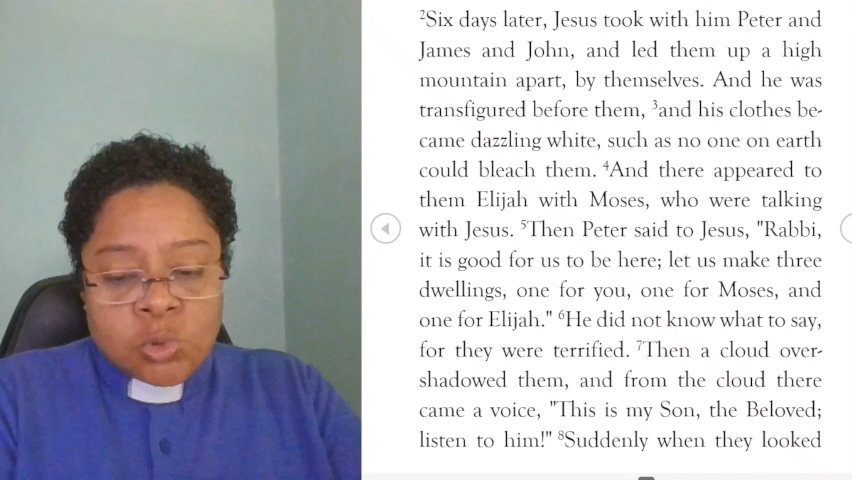 ²Six days later, Jesus took with him Peter and
James and John, and led them up a high
mountain apart, by themselves. And he was
transfigured before them, ³and his clothes be-
came dazzling white, such as no one on earth
could bleach them. ⁴And there appeared to
them Elijah with Moses, who were talking
with Jesus. ⁵Then Peter said to Jesus, "Rabbi,
it is good for us to be here; let us make three
dwellings, one for you, one for Moses, and
one for Elijah." ⁶He did not know what to say,
for they were terrified. ⁷Then a cloud over-
shadowed them, and from the cloud there
came a voice, "This is my Son, the Beloved;
listen to him!" ⁸Suddenly when they looked